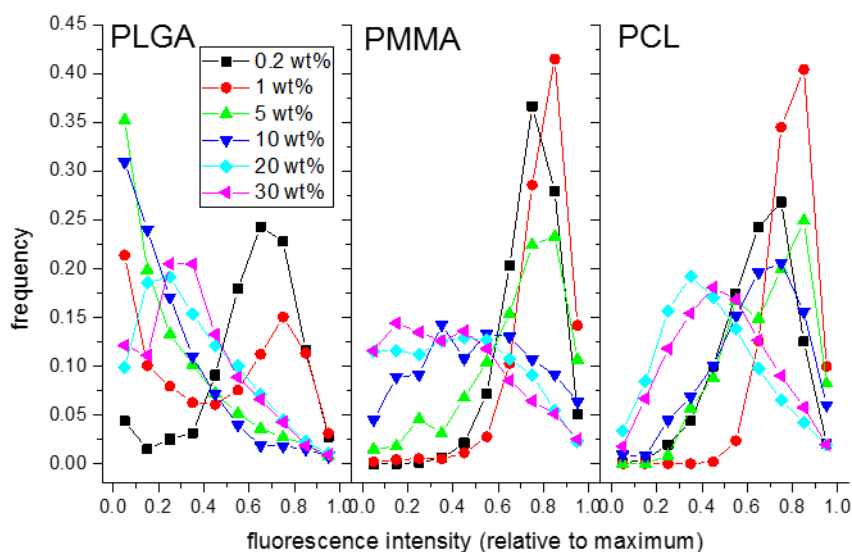 PLGA
PMMA
PCL
0.2 wt%
1 wt%
5 wt%
10 wt%
20 wt%
30 wt%
frequency
0.45
0.40
0.35
0.30
0.25
0.20
0.15
0.10
0.05
0.00
0.0 0.2 0.4 0.6 0.8 1.0
0.0 0.2 0.4 0.6 0.8 1.0
0.0 0.2 0.4 0.6 0.8 1.0
fluorescence intensity (relative to maximum)